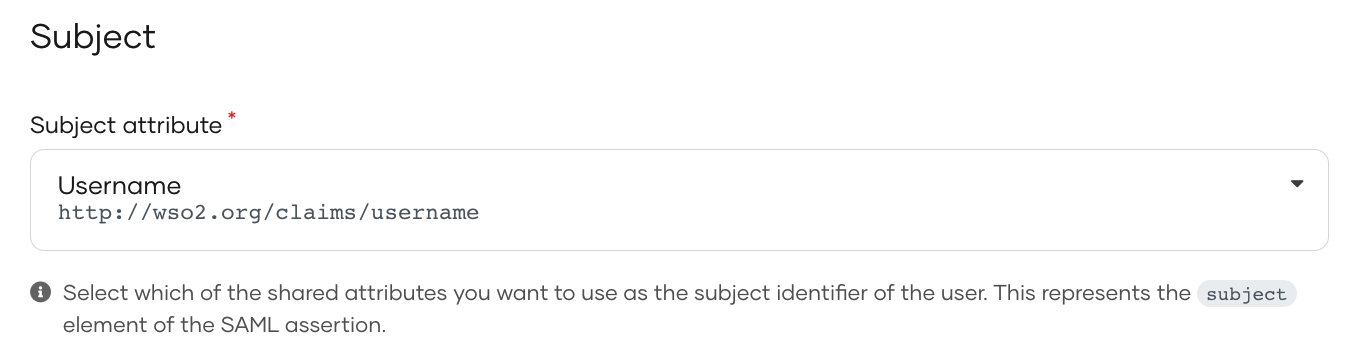 Subject
Subject attribute *
Username
http://wso2.org/claims/username
Select which of the shared attributes you want to use as the subject identifier of the user. This represents the subject
element of the SAML assertion.